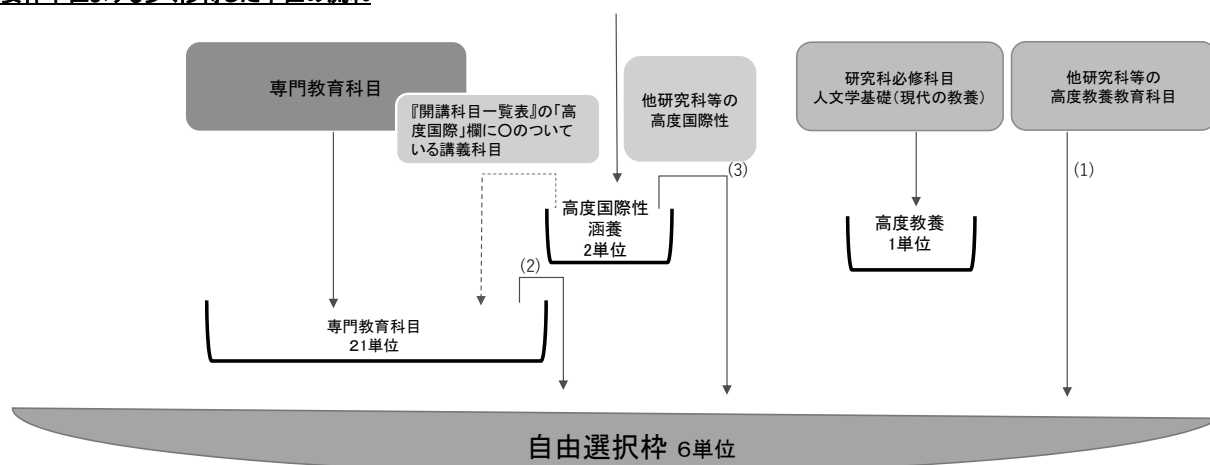 専門教育科目
『開講科目一覧表』の「高
度国際」欄に〇のついて
いる講義科目
他研究科等の
高度国際性
研究科必修科目
人文学基礎(現代の教養)
他研究科等の
高度教養教育科目
(3)
(1)
高度国際性
涵養
2単位
高度教養
1単位
(2)
専門教育科目
21単位
自由選択枠 6単位